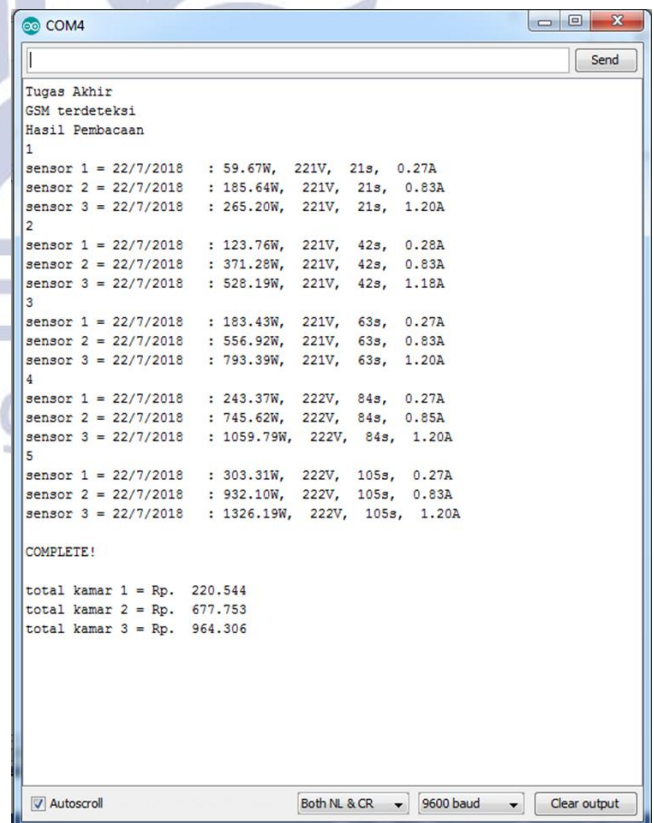 COM4
Send
Tugas Akhir
GSM terdeteksi
Hasil Pembacaan
1
sensor 1 = 22/7/2018 : 59.67W, 221V, 21s, 0.27A
sensor 2 = 22/7/2018 : 185.64W, 221V, 21s, 0.83A
sensor 3 = 22/7/2018 : 265.20W, 221V, 21s, 1.20A
2
sensor 1 = 22/7/2018 : 123.76W, 221V, 42s, 0.28A
sensor 2 = 22/7/2018 : 371.28W, 221V, 42s, 0.83A
sensor 3 = 22/7/2018 : 528.19W, 221V, 42s, 1.18A
3
sensor 1 = 22/7/2018 : 183.43W, 221V, 63s, 0.27A
sensor 2 = 22/7/2018 : 556.92W, 221V, 63s, 0.83A
sensor 3 = 22/7/2018 : 793.39W, 221V, 63s, 1.20A
4
sensor 1 = 22/7/2018 : 243.37W, 222V, 84s, 0.27A
sensor 2 = 22/7/2018 : 745.62W, 222V, 84s, 0.85A
sensor 3 = 22/7/2018 : 1059.79W, 222V, 84s, 1.20A
5
sensor 1 = 22/7/2018 : 303.31W, 222V, 105s, 0.27A
sensor 2 = 22/7/2018 : 932.10W, 222V, 105s, 0.83A
sensor 3 = 22/7/2018 : 1326.19W, 222V, 105s, 1.20A
COMPLETE!
total kamar 1 = Rp. 220.544
total kamar 2 = Rp. 677.753
total kamar 3 = Rp. 964.306
Autoscroll Both NL & CR 9600 baud Clear output